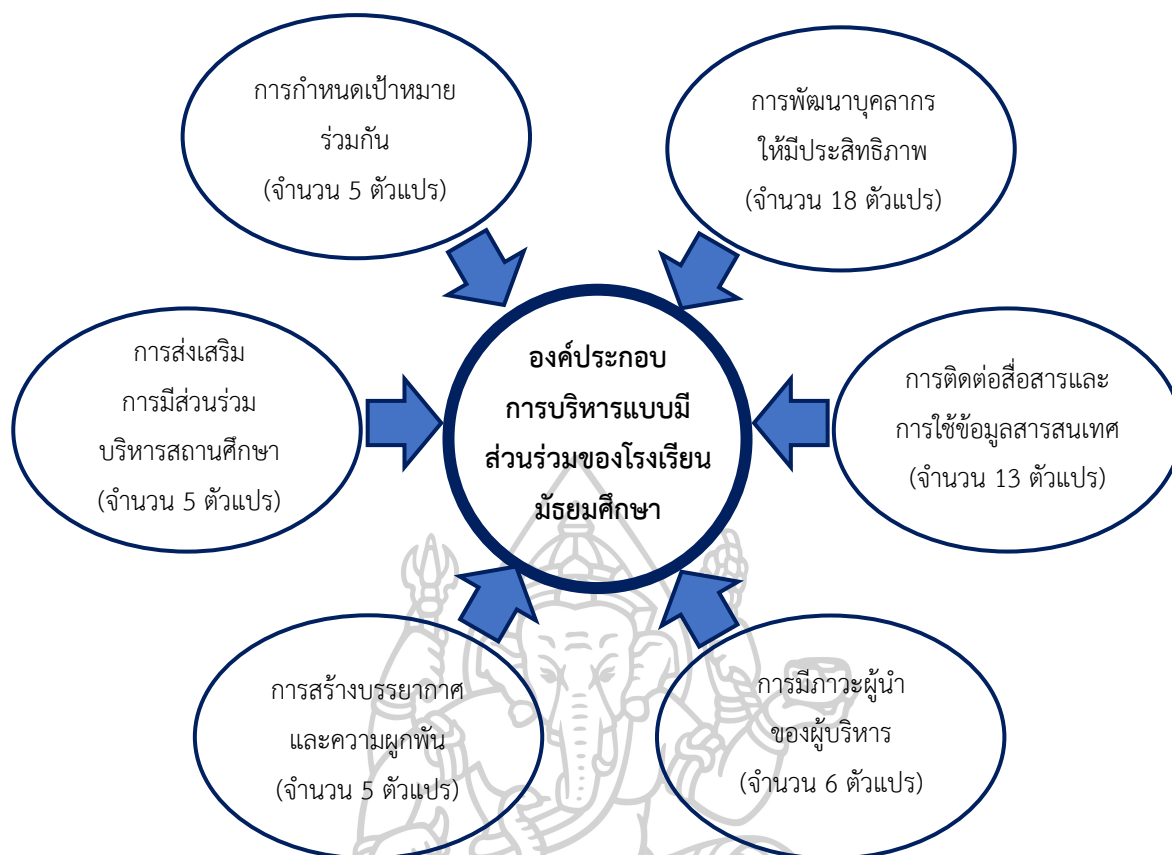 การกำหนดเป้าหมาย
ร่วมกัน
(จำนวน 5 ตัวแปร)
การพัฒนาบุคลากร
ให้มีประสิทธิภาพ
(จำนวน 18 ตัวแปร)
การส่งเสริม
การมีส่วนร่วม
บริหารสถานศึกษา
(จำนวน 5 ตัวแปร)
องค์ประกอบ
การบริหารแบบมี
ส่วนร่วมของโรงเรียน
มัธยมศึกษา
การติดต่อสื่อสารและ
การใช้ข้อมูลสารสนเทศ
(จำนวน 13 ตัวแปร)
การสร้างบรรยากาศ
และความผูกพัน
(จำนวน 5 ตัวแปร)
การมีภาวะผู้นำ
ของผู้บริหาร
(จำนวน 6 ตัวแปร)